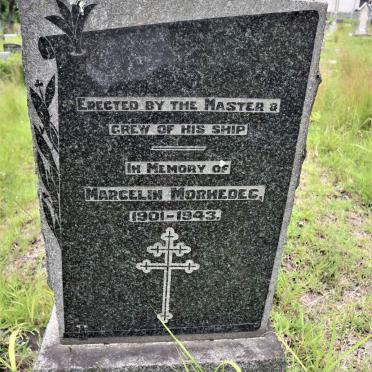 ERECTED BY THE MASTER &
CREW OF HIS SHIP
IN MEMORY OF
MARCELIN MORHEDEC,
1901-1943.